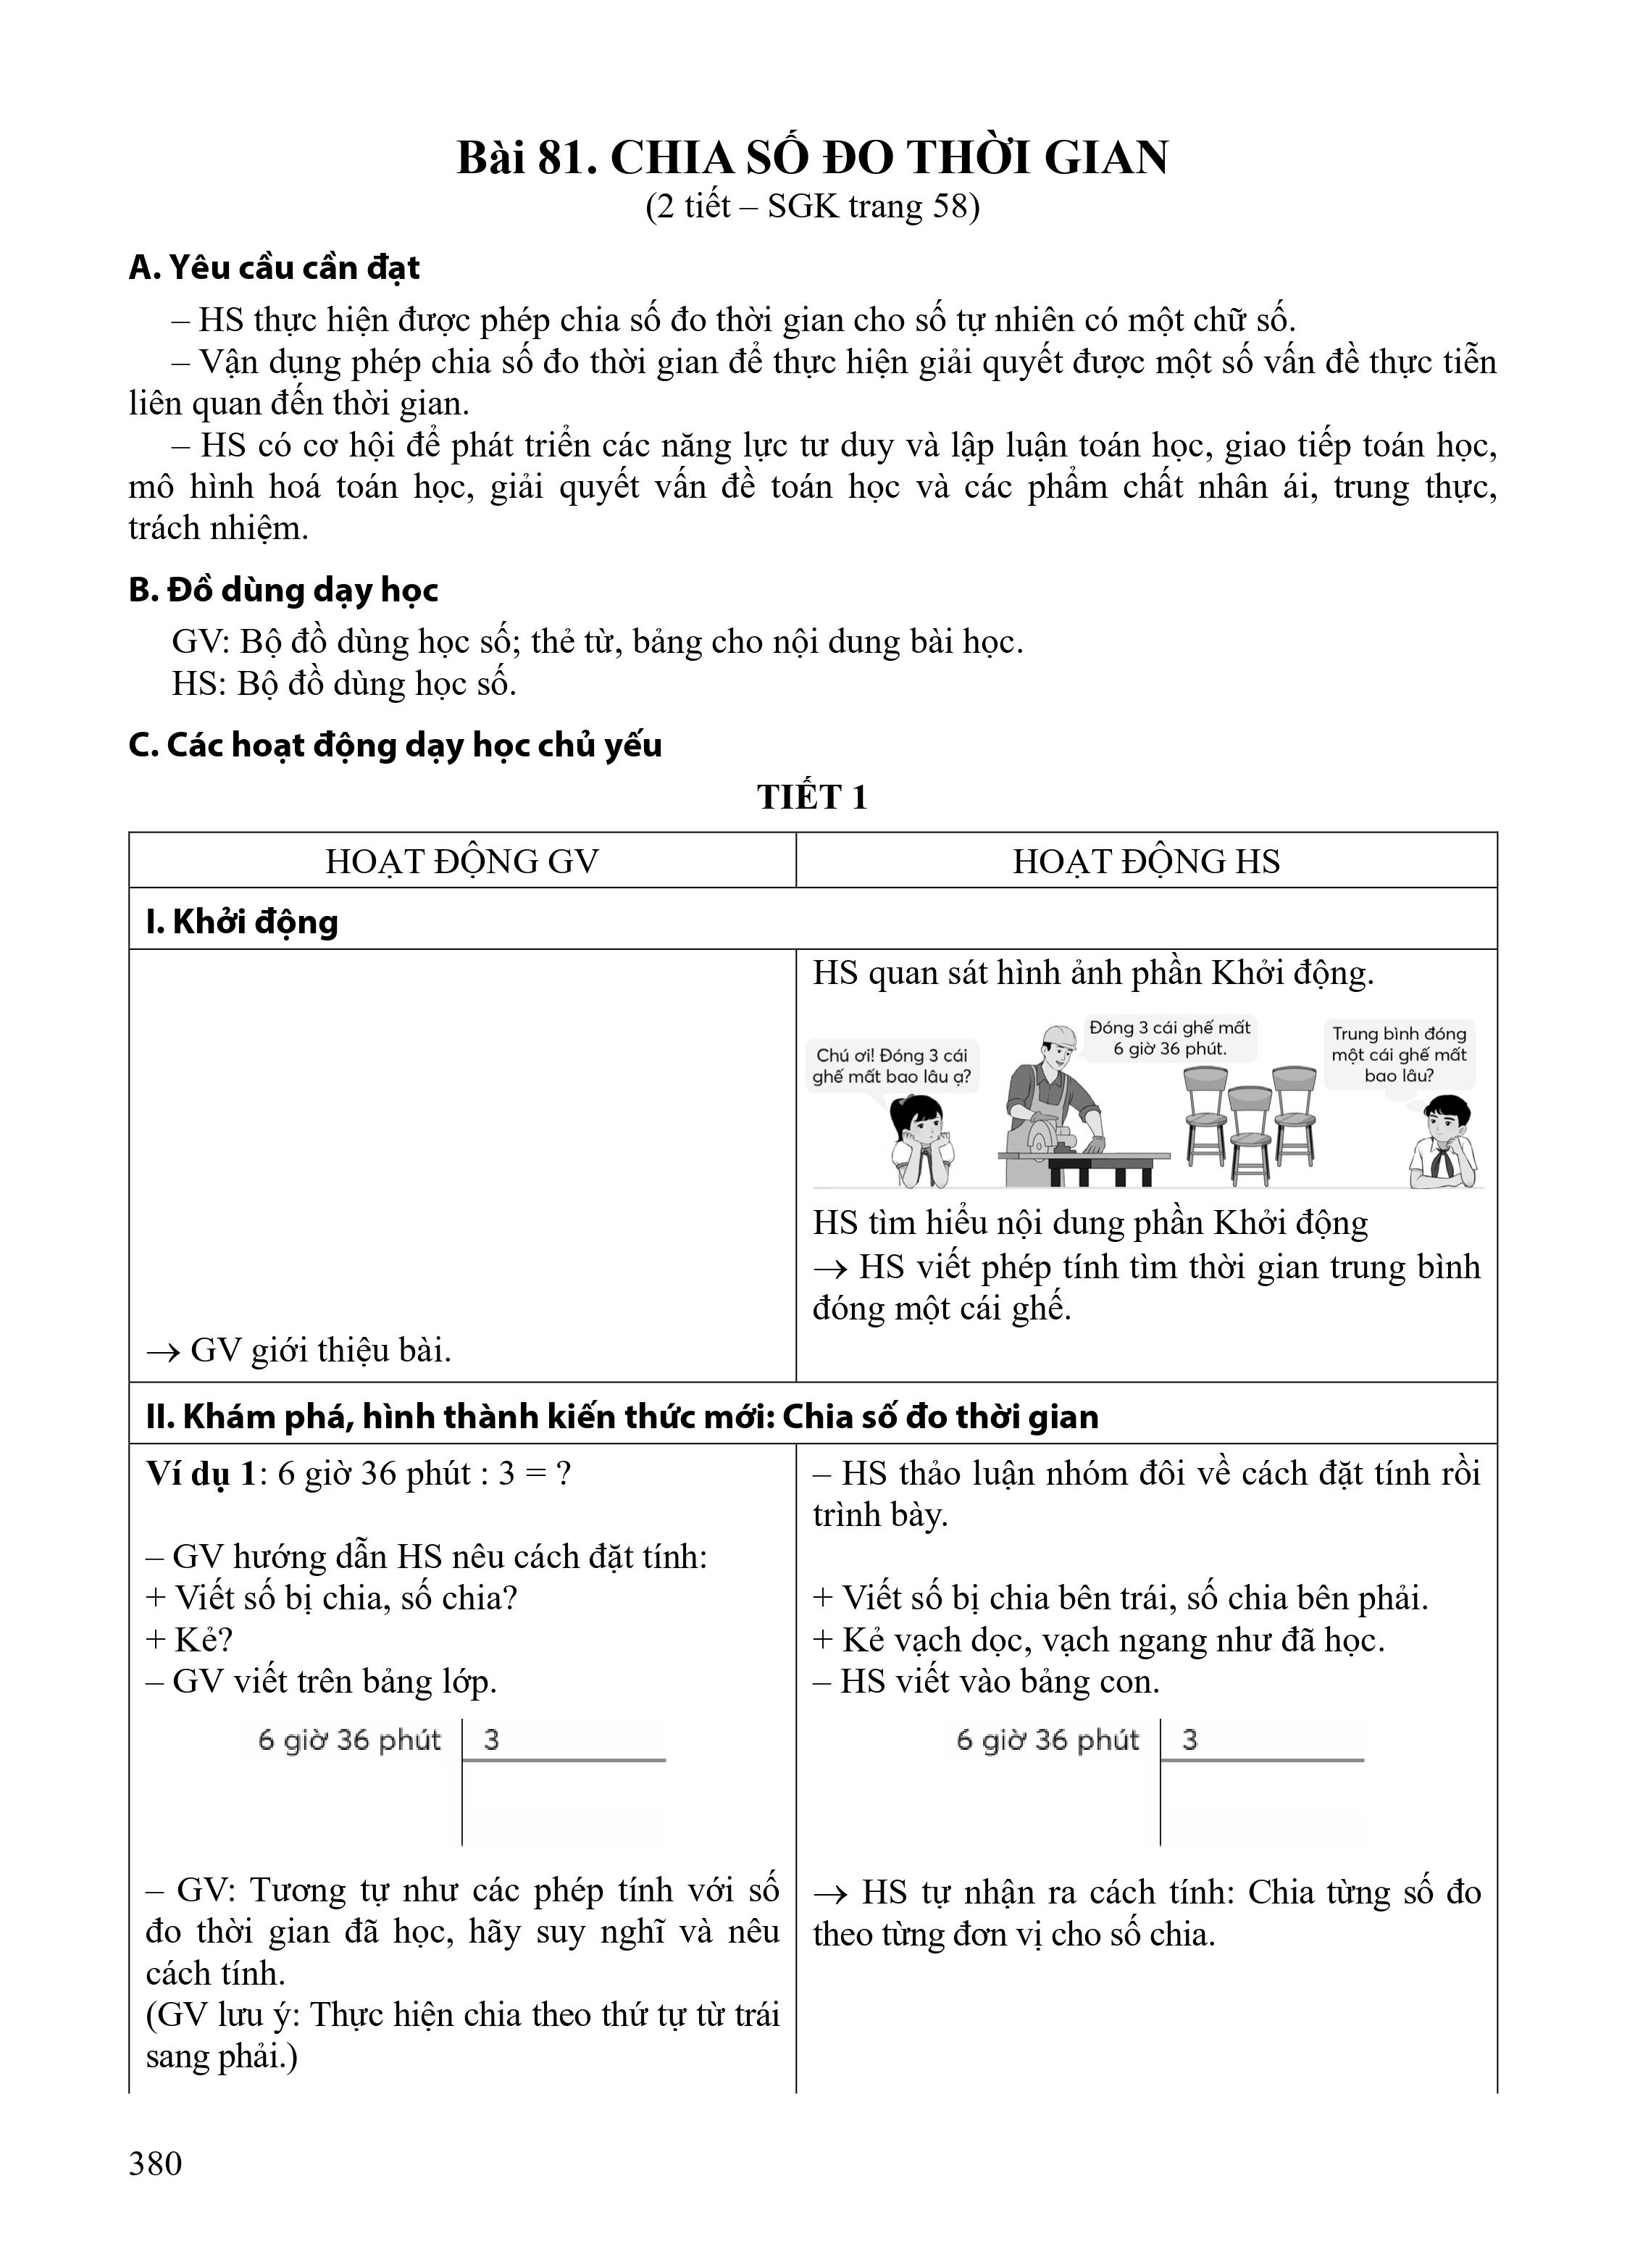 Bài 81. CHIA SỐ ĐO THỜI GIAN
(2 tiết – SGK trang 58)
A. Yêu cầu cần đạt
– HS thực hiện được phép chia số đo thời gian cho số tự nhiên có một chữ số.
– Vận dụng phép chia số đo thời gian để thực hiện giải quyết được một số vấn đề thực tiễn
liên quan đến thời gian.
– HS có cơ hội để phát triển các năng lực tư duy và lập luận toán học, giao tiếp toán học,
mô hình hoá toán học, giải quyết vấn đề toán học và các phẩm chất nhân ái, trung thực,
trách nhiệm.
B. Đồ dùng dạy học
GV: Bộ đồ dùng học số; thẻ từ, bảng cho nội dung bài học.
HS: Bộ đồ dùng học số.
C. Các hoạt động dạy học chủ yếu
TIẾT 1
HOẠT ĐỘNG GV
HOẠT ĐỘNG HS
I. Khởi động
HS quan sát hình ảnh phần Khởi động.
Chú ơi! Đóng 3 cái
ghế mất bao lâu ạ?
Đóng 3 cái ghế mất
6 giờ 36 phút.
Trung bình đóng
một cái ghế mất
bao lâu?
HS tìm hiểu nội dung phần Khởi động
→ HS viết phép tính tìm thời gian trung bình
đóng một cái ghế.
→ GV giới thiệu bài.
II. Khám phá, hình thành kiến thức mới: Chia số đo thời gian
Ví dụ 1: 6 giờ 36 phút : 3 = ?
– GV hướng dẫn HS nêu cách đặt tính:
+ Viết số bị chia, số chia?
+ Kẻ?
– GV viết trên bảng lớp.
6 giờ 36 phút 3
– GV: Tương tự như các phép tính với số
đo thời gian đã học, hãy suy nghĩ và nêu
cách tính.
(GV lưu ý: Thực hiện chia theo thứ tự từ trái
sang phải.)
– HS thảo luận nhóm đôi về cách đặt tính rồi
trình bày.
+ Viết số bị chia bên trái, số chia bên phải.
+ Kẻ vạch dọc, vạch ngang như đã học.
– HS viết vào bảng con.
6 giờ 36 phút 3
→ HS tự nhận ra cách tính: Chia từng số đo
theo từng đơn vị cho số chia.
380